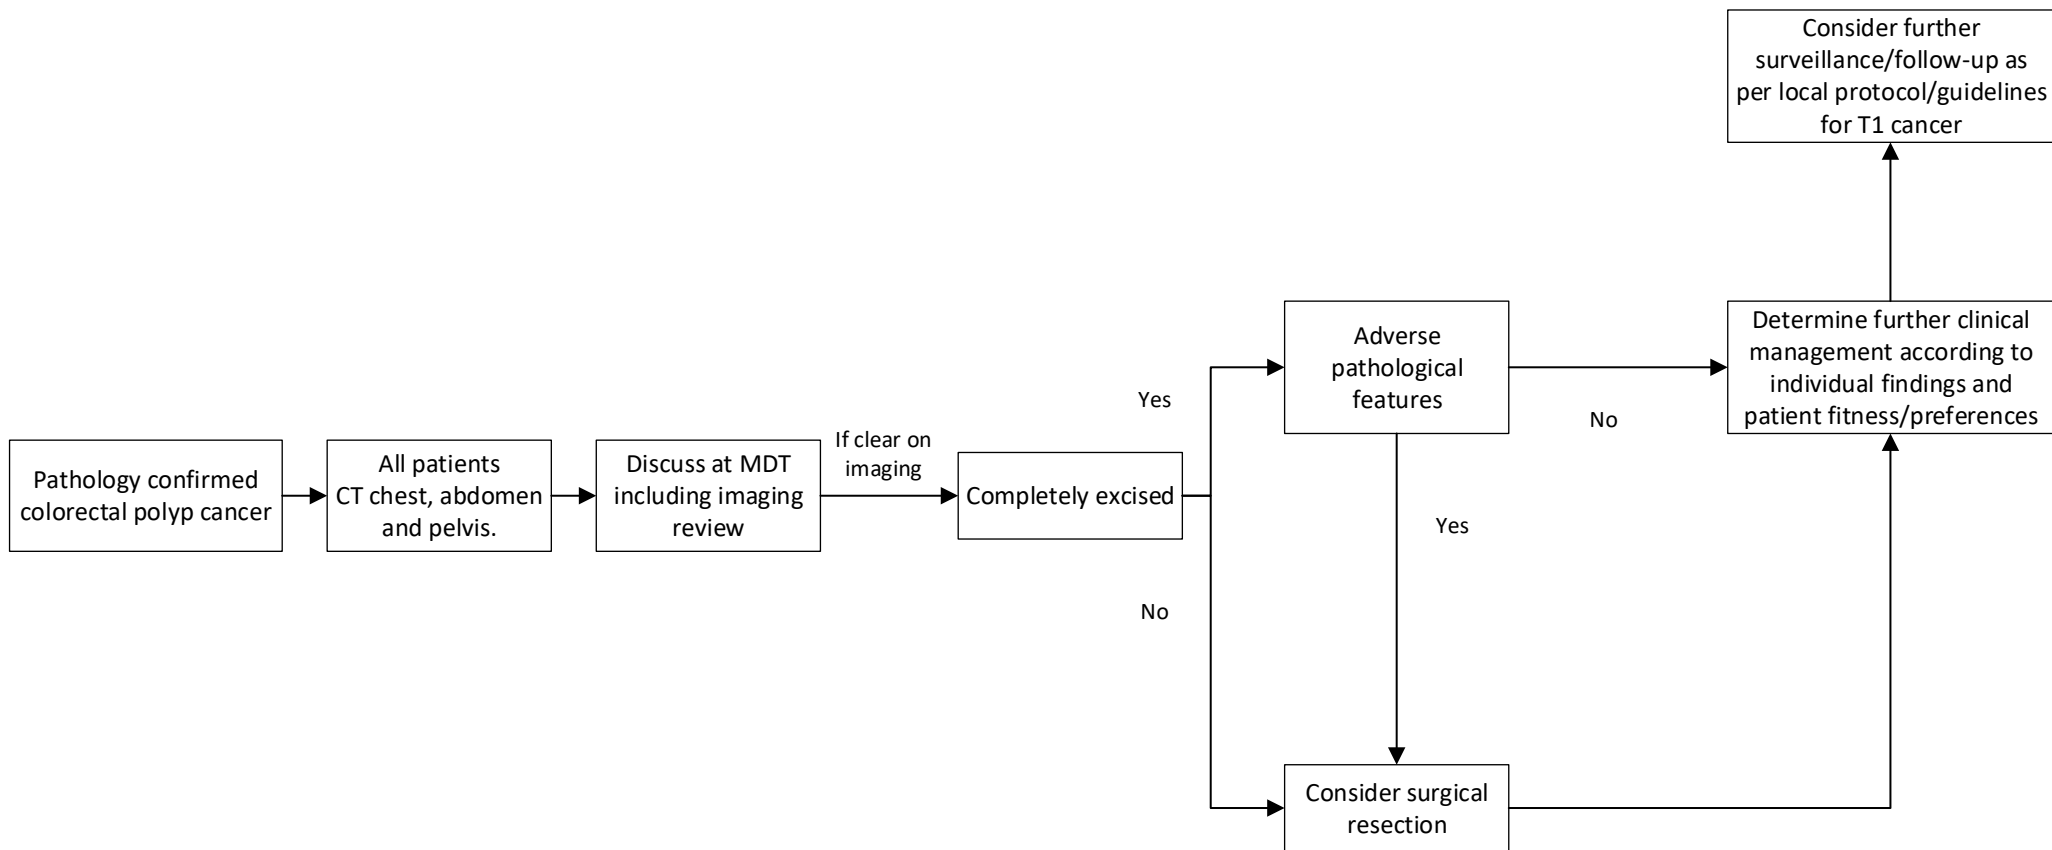 Consider further
surveillance/follow-up as
per local protocol/guidelines
for T1 cancer
Pathology confirmed
colorectal polyp cancer
All patients
CT chest, abdomen
and pelvis.
Discuss at MDT
including imaging
review
If clear on
imaging
Completely excised
Yes
No
Adverse
pathological
features
No
Yes
Determine further clinical
management according to
individual findings and
patient fitness/preferences
Consider surgical
resection